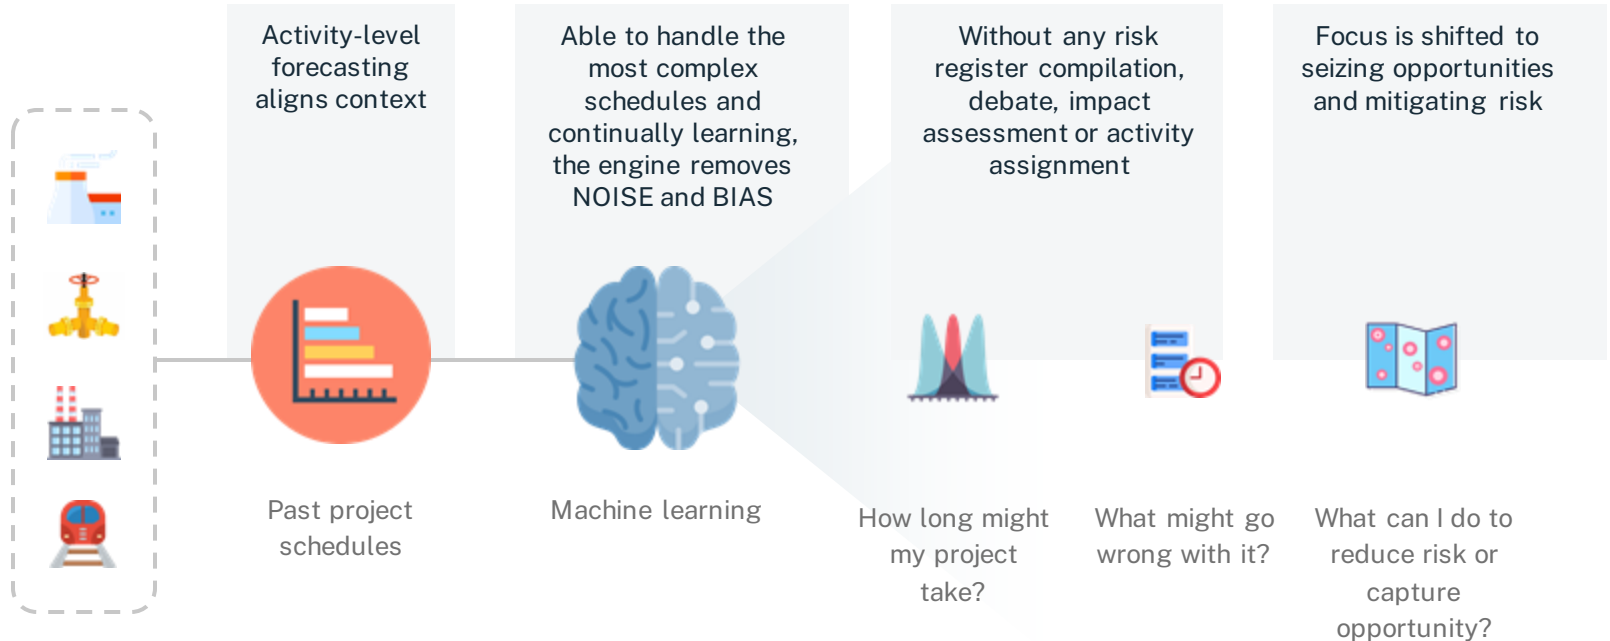 Activity-level
forecasting
aligns context
Able to handle the
most complex
schedules and
continually learning,
the engine removes
NOISE and BIAS
Without any risk
register compilation,
debate, impact
assessment or activity
assignment
Focus is shifted to
seizing opportunities
and mitigating risk
Past project
schedules
Machine learning
How long might
my project
take?
What might go
wrong with it?
What can I do to
reduce risk or
capture
opportunity?